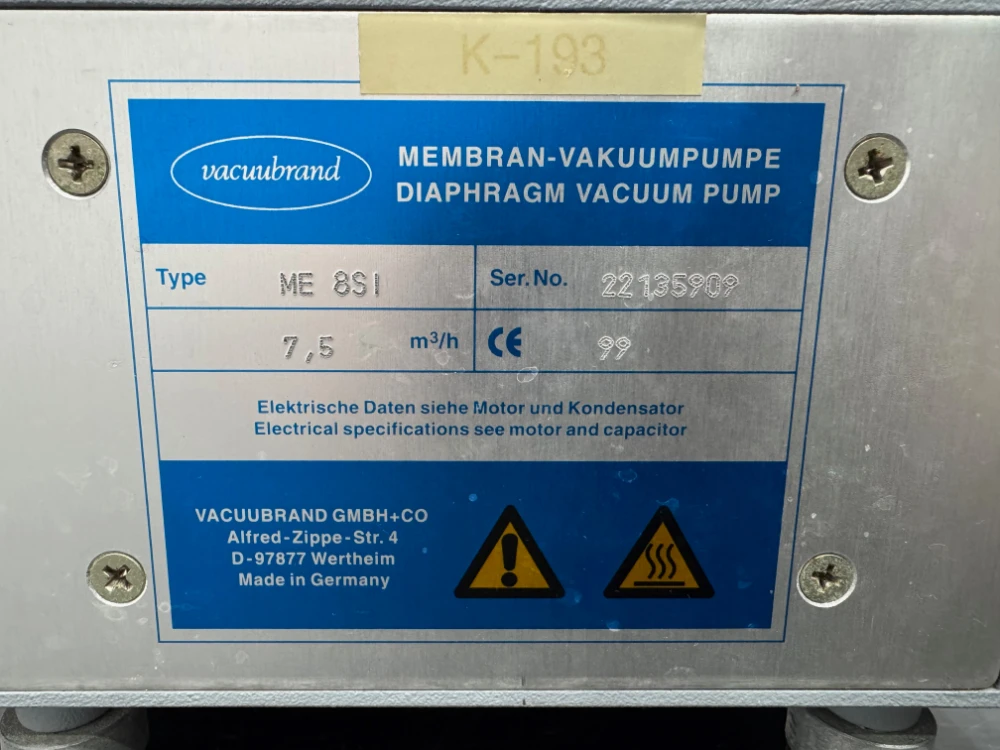 K-193
vacuubrand
MEMBRAN-VAKUUMPUMPE
DIAPHRAGM VACUUM PUMP
Type ME 8SI Ser. No. 22135909
7,5 m³/h CE 99
Elektrische Daten siehe Motor und Kondensator
Electrical specifications see motor and capacitor
VACUUBRAND GMBH+CO
Alfred-Zippe-Str. 4
D-97877 Wertheim
Made in Germany